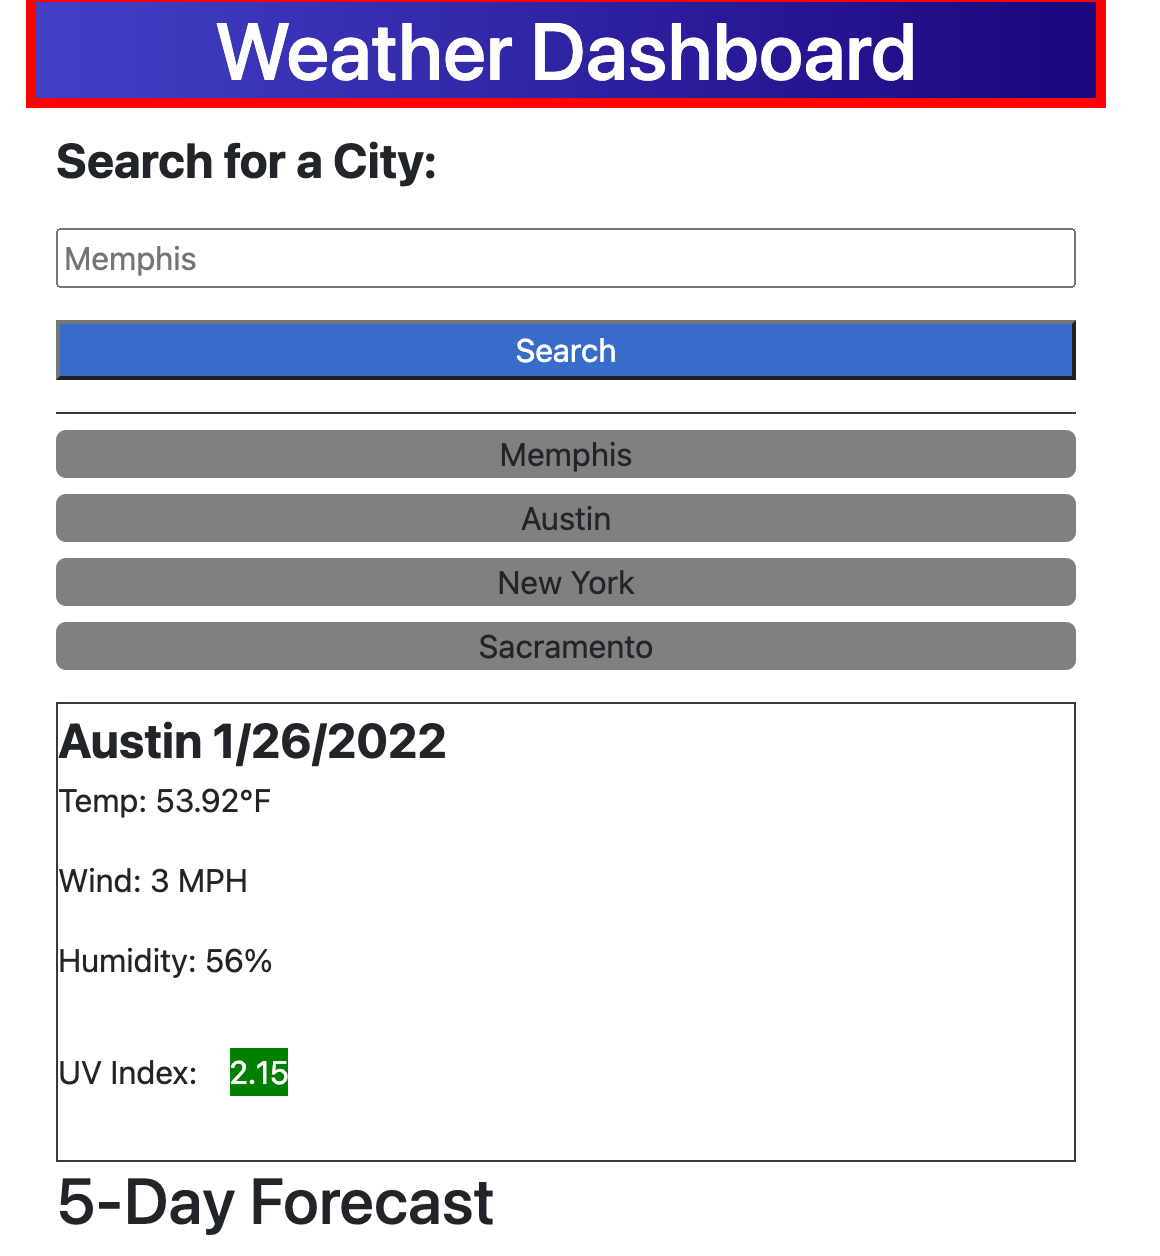 Weather Dashboard
Search for a City:
Memphis
Search
Memphis
Austin
New York
Sacramento
Austin 1/26/2022
Temp: 53.92°F
Wind: 3 MPH
Humidity: 56%
UV Index: 2.15
5-Day Forecast